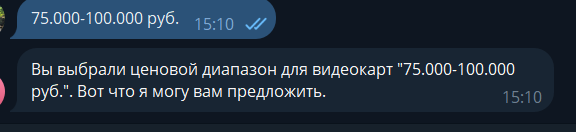 75.000-100.000 руб.
15:10
Вы выбрали ценовой диапазон для видеокарт "75.000-100.000
руб.". Вот что я могу вам предложить.
15:10